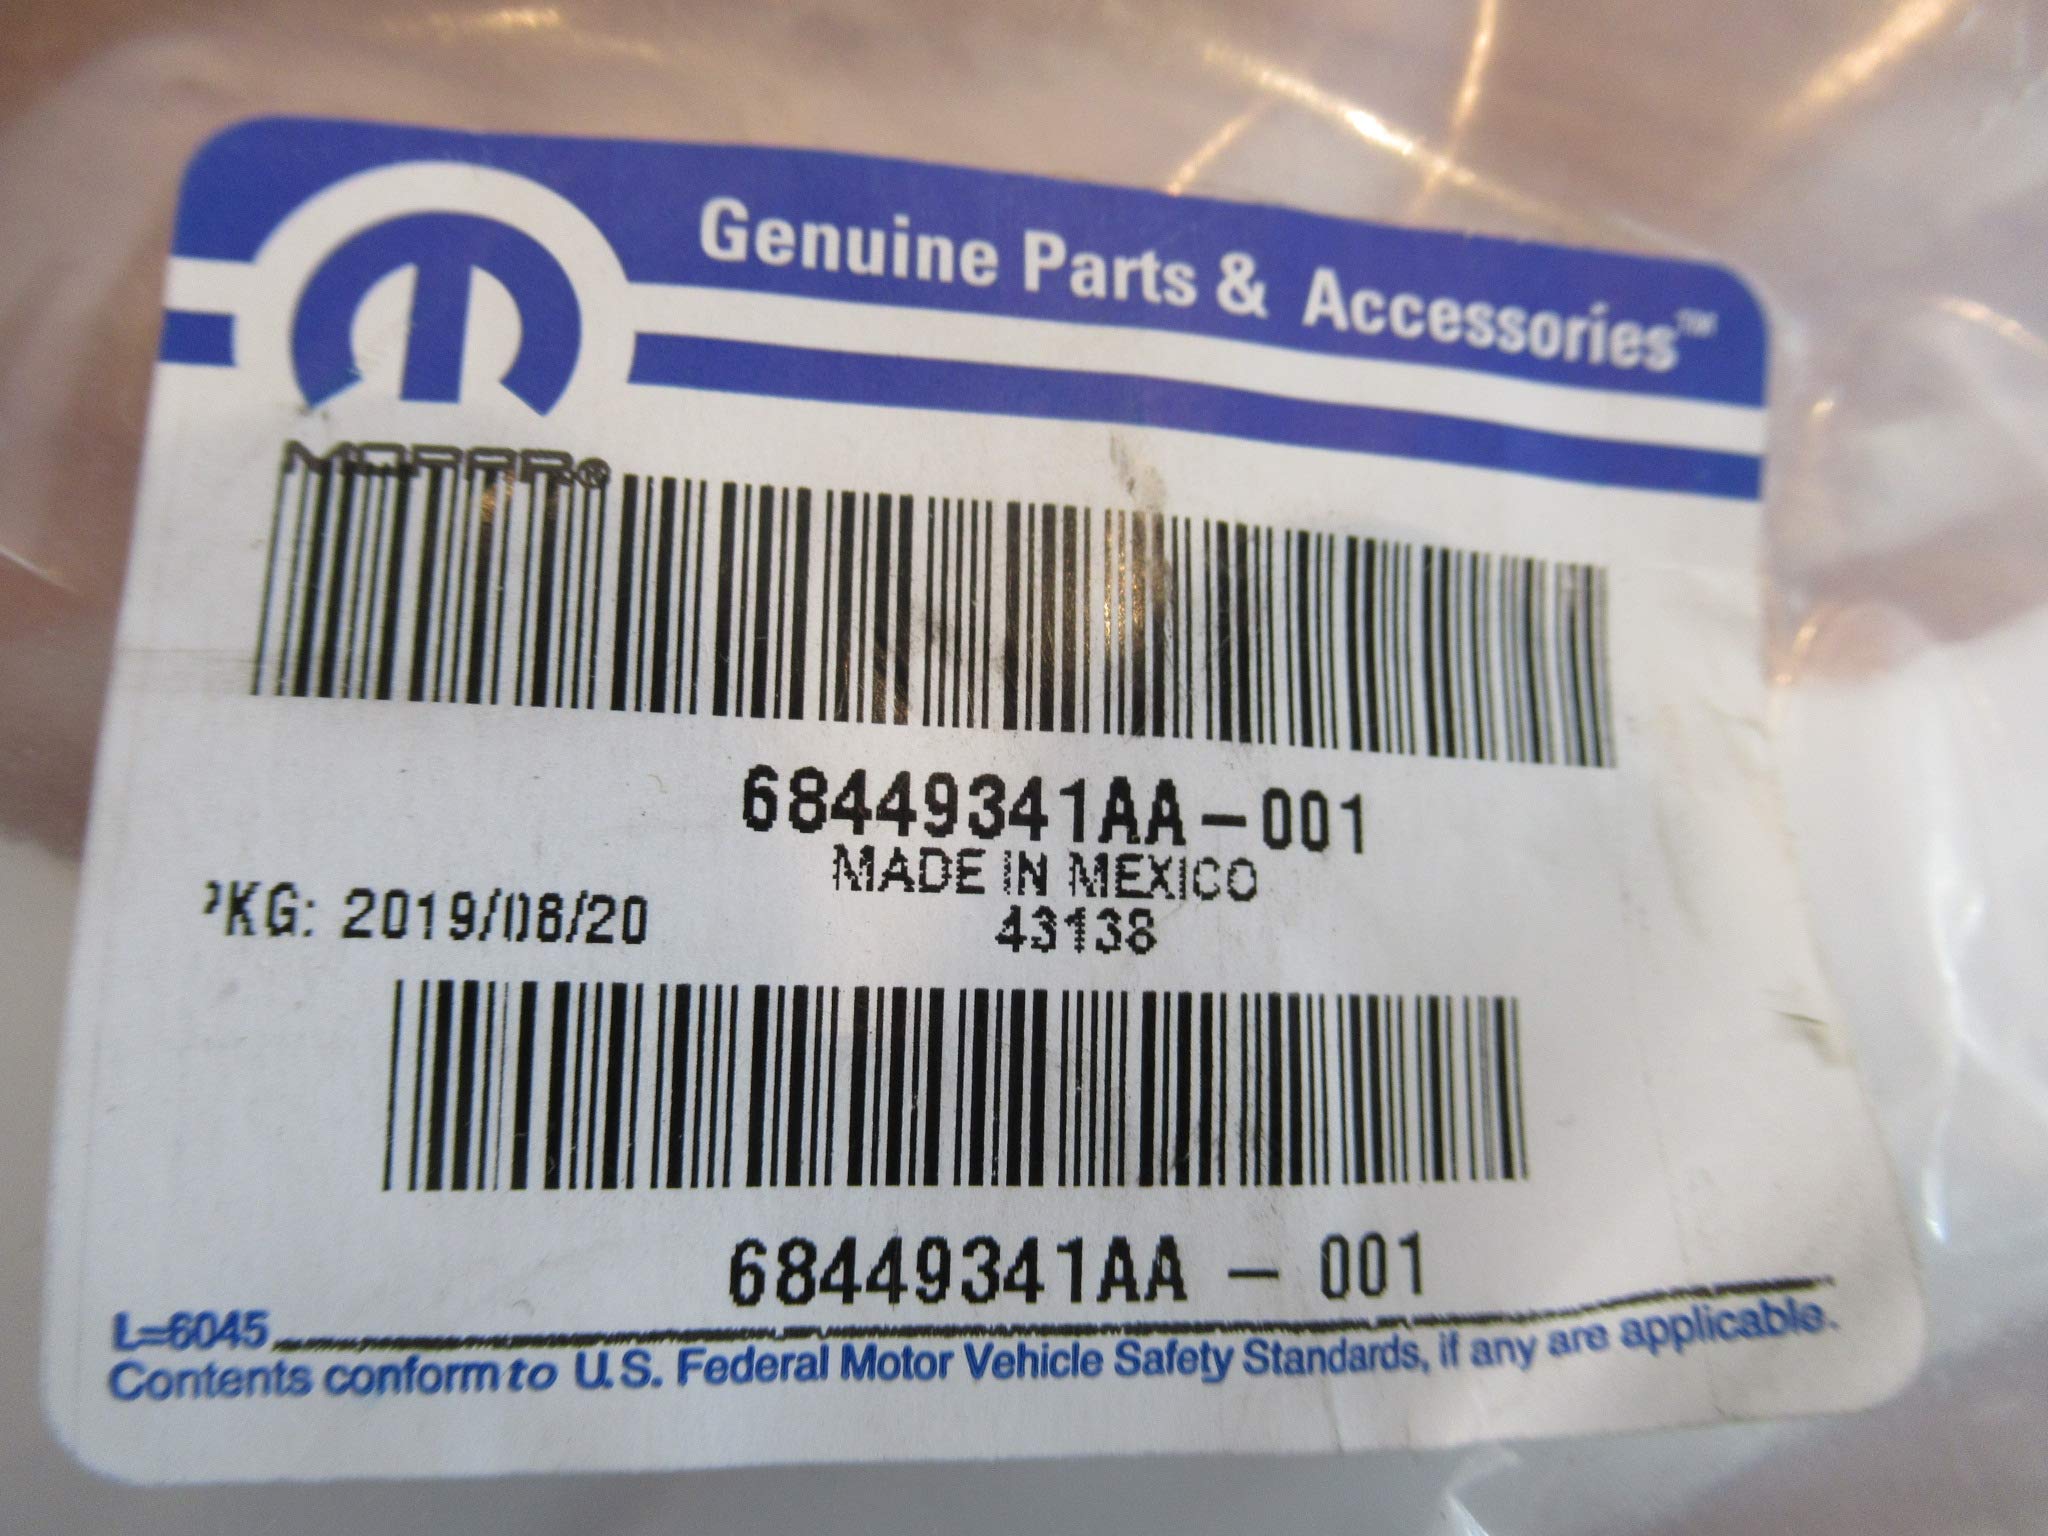 Genuine Parts & Accessories™
MOPAR®
68449341AA-001
MADE IN MEXICO
PKG: 2019/08/20
43138
68449341AA - 001
L=6045
Contents conform to U.S. Federal Motor Vehicle Safety Standards, if any are applicable.